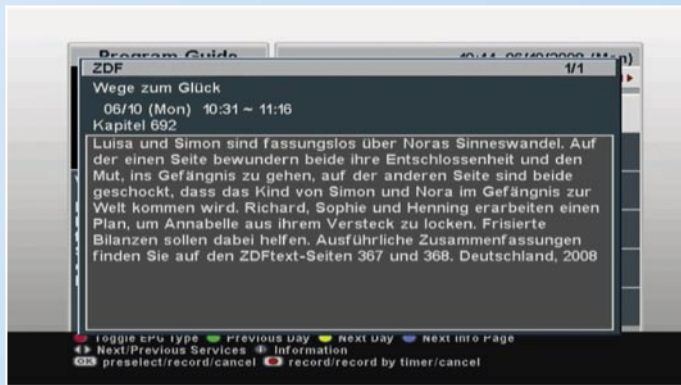 Program Guide
ZDF 1/1
Wege zum Glück
06/10 (Mon) 10:31 ~ 11:16
Kapitel 692
Luisa und Simon sind fassungslos über Noras Sinneswandel. Auf
der einen Seite bewundern beide ihre Entschlossenheit und den
Mut, ins Gefängnis zu gehen, auf der anderen Seite sind beide
geschockt, dass das Kind von Simon und Nora im Gefängnis zur
Welt kommen wird. Richard, Sophie und Henning erarbeiten einen
Plan, um Annabelle aus ihrem Versteck zu locken. Frisierte
Bilanzen sollen dabei helfen. Ausführliche Zusammenfassungen
finden Sie auf den ZDFtext-Seiten 367 und 368. Deutschland, 2008
Toggle EPG Type Previous Day Next Day Next Info Page
Next/Previous Services Information
OK preselect/record/cancel record/record by timer/cancel